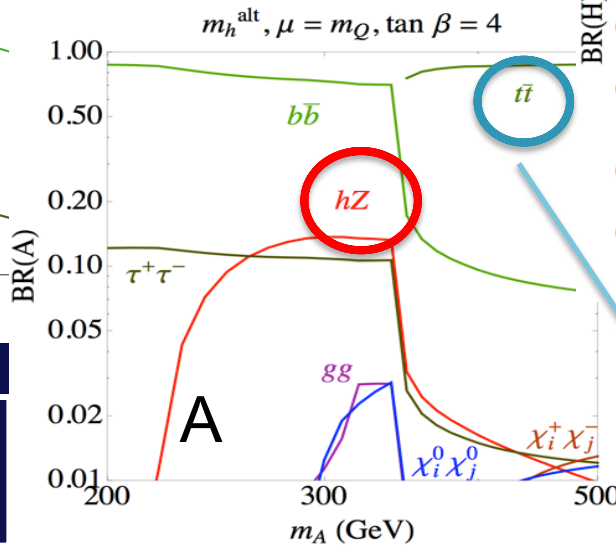 m_h^alt, μ = m_Q, tan β = 4
BR(H)
1.00
0.50
0.20
0.10
0.05
0.02
0.01
BR(A)
bb̄
tt̄
hZ
τ⁺τ⁻
gg
A
χ_i^0 χ_j^0
χ_i^+ χ_j^-
200
300
500
m_A (GeV)